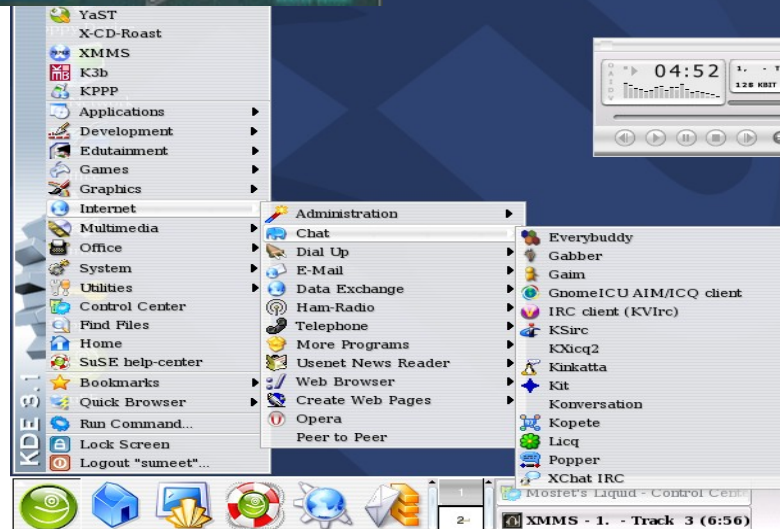 YaST
X-CD-Roast
XMMS
K3b
KPPP
Applications
Development
Edutainment
Games
Graphics
Internet
Multimedia
Office
System
Utilities
Control Center
Find Files
Home
SuSE help-center
Bookmarks
Quick Browser
Run Command...
Lock Screen
Logout "sumeet"...
KDE 3.1
Administration
Chat
Dial Up
E-Mail
Data Exchange
Ham-Radio
Telephone
More Programs
Usenet News Reader
Web Browser
Create Web Pages
Opera
Peer to Peer
Everybuddy
Gabber
Gaim
GnomeICU AIM/ICQ client
IRC client (KVIrc)
KSirc
KXicq2
Kinkatta
Kit
Konversation
Kopete
Licq
Popper
XChat IRC
04:52
1. - T
128 KBIT
1
2
Mosfet's Liquid - Control Cente
XMMS - 1. - Track 3 (6:56)